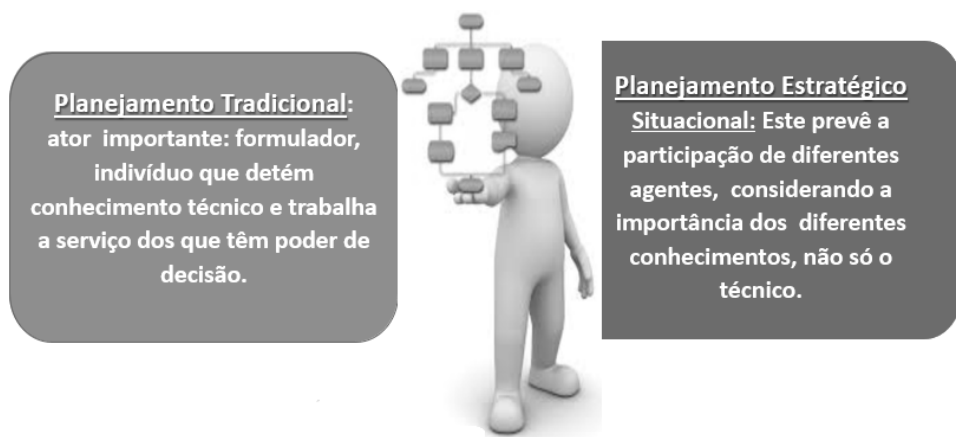 Planejamento Tradicional:
ator importante: formulador,
indivíduo que detém
conhecimento técnico e trabalha
a serviço dos que têm poder de
decisão.
Planejamento Estratégico
Situacional: Este prevê a
participação de diferentes
agentes, considerando a
importância dos diferentes
conhecimentos, não só o
técnico.